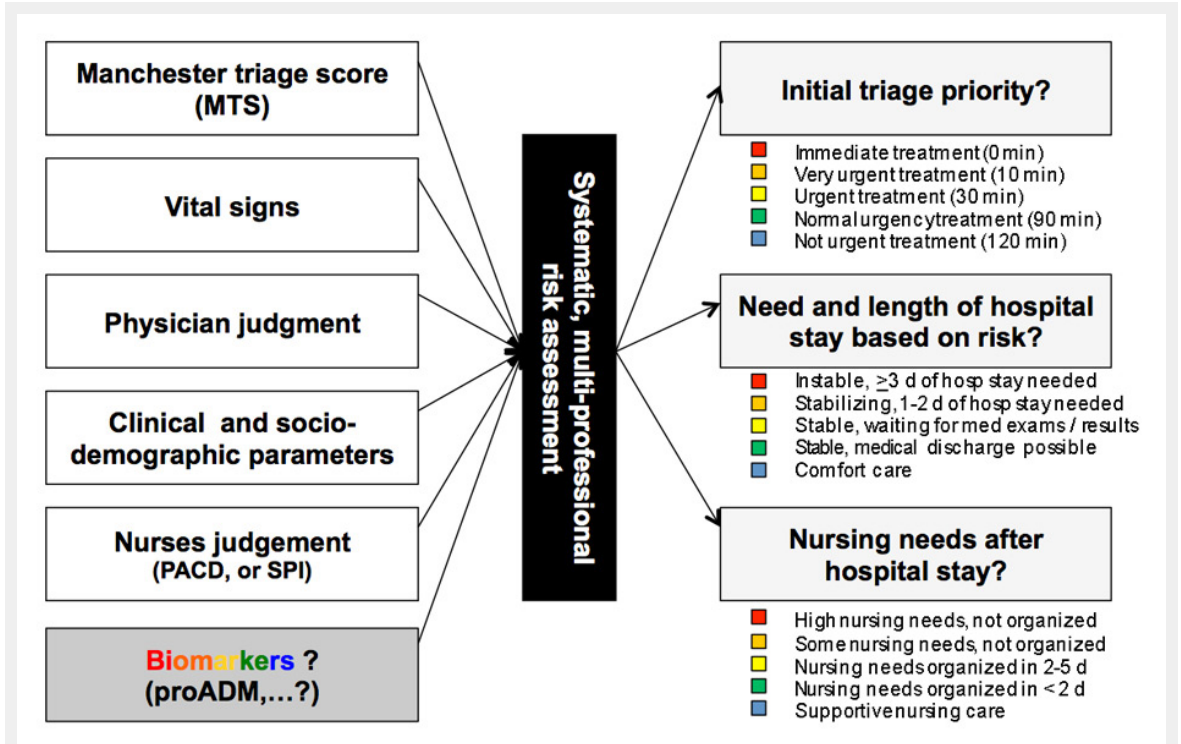 Manchester triage score
(MTS)
Vital signs
Physician judgment
Clinical and socio-
demographic parameters
Nurses judgement
(PACD, or SPI)
Biomarkers ?
(proADM,...?)
Systematic, multi-professional
risk assessment
Initial triage priority?
Immediate treatment (0 min)
Very urgent treatment (10 min)
Urgent treatment (30 min)
Normal urgency treatment (90 min)
Not urgent treatment (120 min)
Need and length of hospital
stay based on risk?
Instable, ≥3 d of hosp stay needed
Stabilizing, 1-2 d of hosp stay needed
Stable, waiting for med exams / results
Stable, medical discharge possible
Comfort care
Nursing needs after
hospital stay?
High nursing needs, not organized
Some nursing needs, not organized
Nursing needs organized in 2-5 d
Nursing needs organized in < 2 d
Supportive nursing care